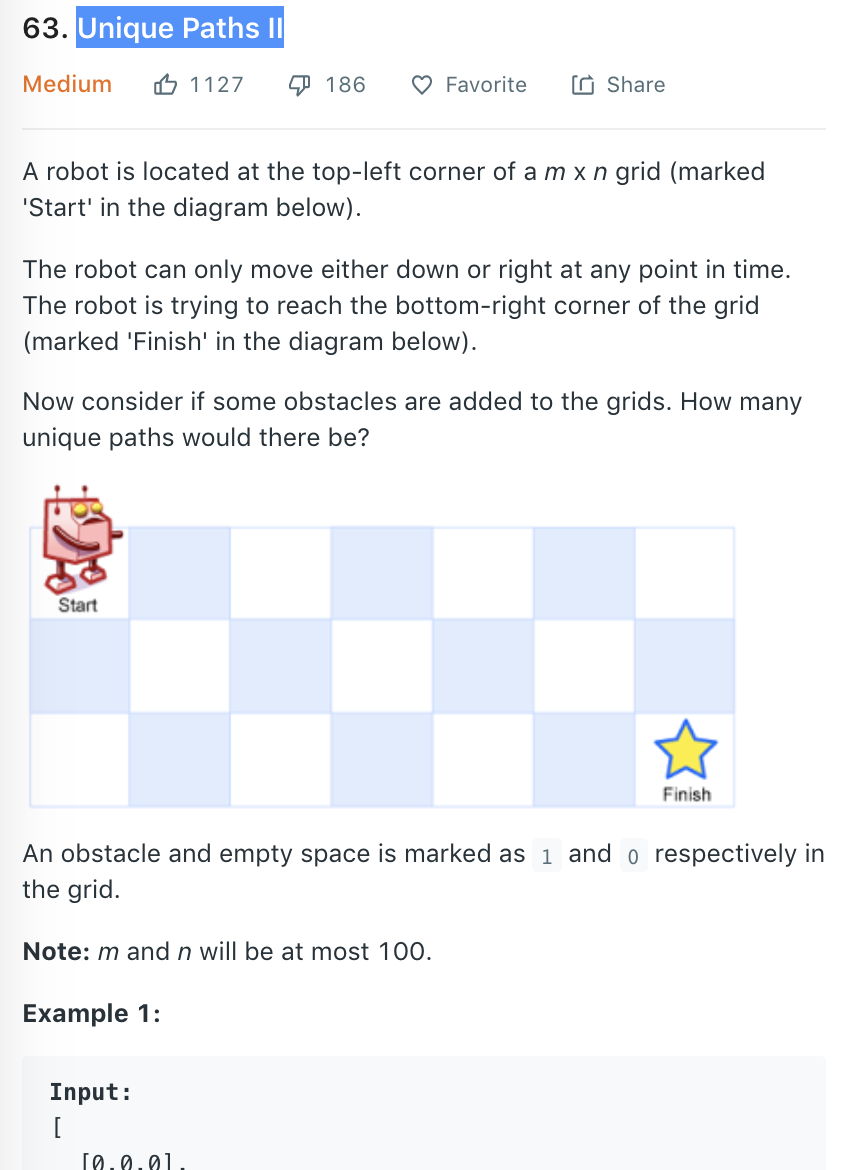 63. Unique Paths II
Medium 1127 186 Favorite Share
A robot is located at the top-left corner of a m x n grid (marked
'Start' in the diagram below).
The robot can only move either down or right at any point in time.
The robot is trying to reach the bottom-right corner of the grid
(marked 'Finish' in the diagram below).
Now consider if some obstacles are added to the grids. How many
unique paths would there be?
Start
Finish
An obstacle and empty space is marked as 1 and 0 respectively in
the grid.
Note: m and n will be at most 100.
Example 1:
Input:
[
[0,0,0],